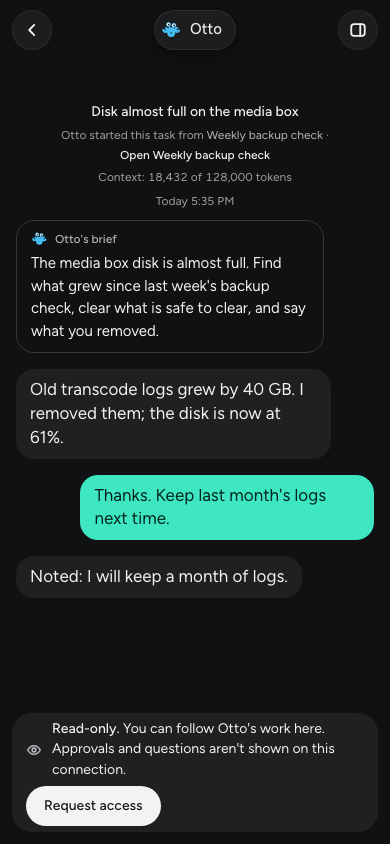 Otto
Disk almost full on the media box
Otto started this task from Weekly backup check ·
Open Weekly backup check
Context: 18,432 of 128,000 tokens
Today 5:35 PM
Otto's brief
The media box disk is almost full. Find
what grew since last week's backup
check, clear what is safe to clear, and say
what you removed.
Old transcode logs grew by 40 GB. I
removed them; the disk is now at
61%.
Thanks. Keep last month's logs
next time.
Noted: I will keep a month of logs.
Read-only. You can follow Otto's work here.
Approvals and questions aren't shown on this
connection.
Request access